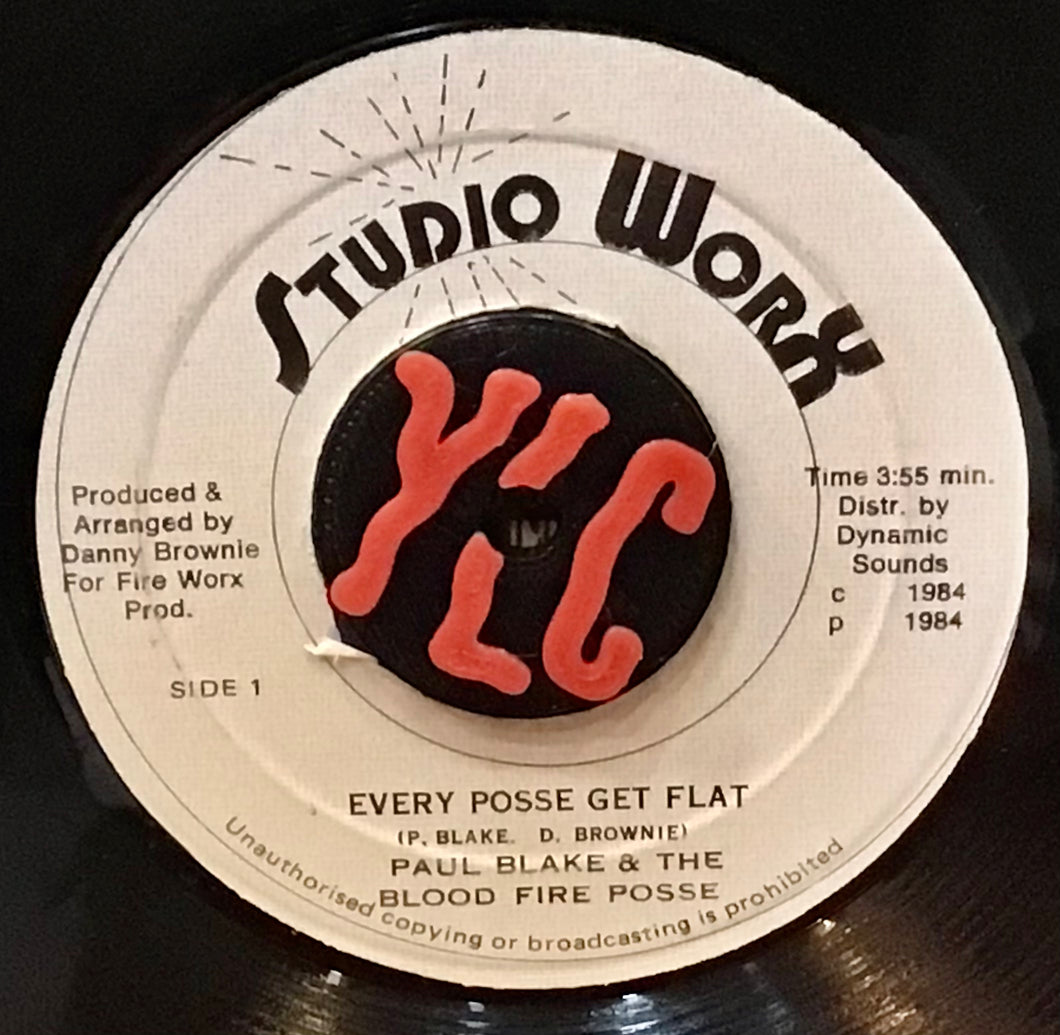 STUDIO WORX
Produced &
Arranged by
Danny Brownie
For Fire Worx
Prod.
SIDE 1
Y'LC
Time 3:55 min.
Distr. by
Dynamic
Sounds
c 1984
p 1984
EVERY POSSE GET FLAT
(P. BLAKE. D. BROWNIE)
PAUL BLAKE & THE
BLOOD FIRE POSSE
Unauthorised copying or broadcasting is prohibited